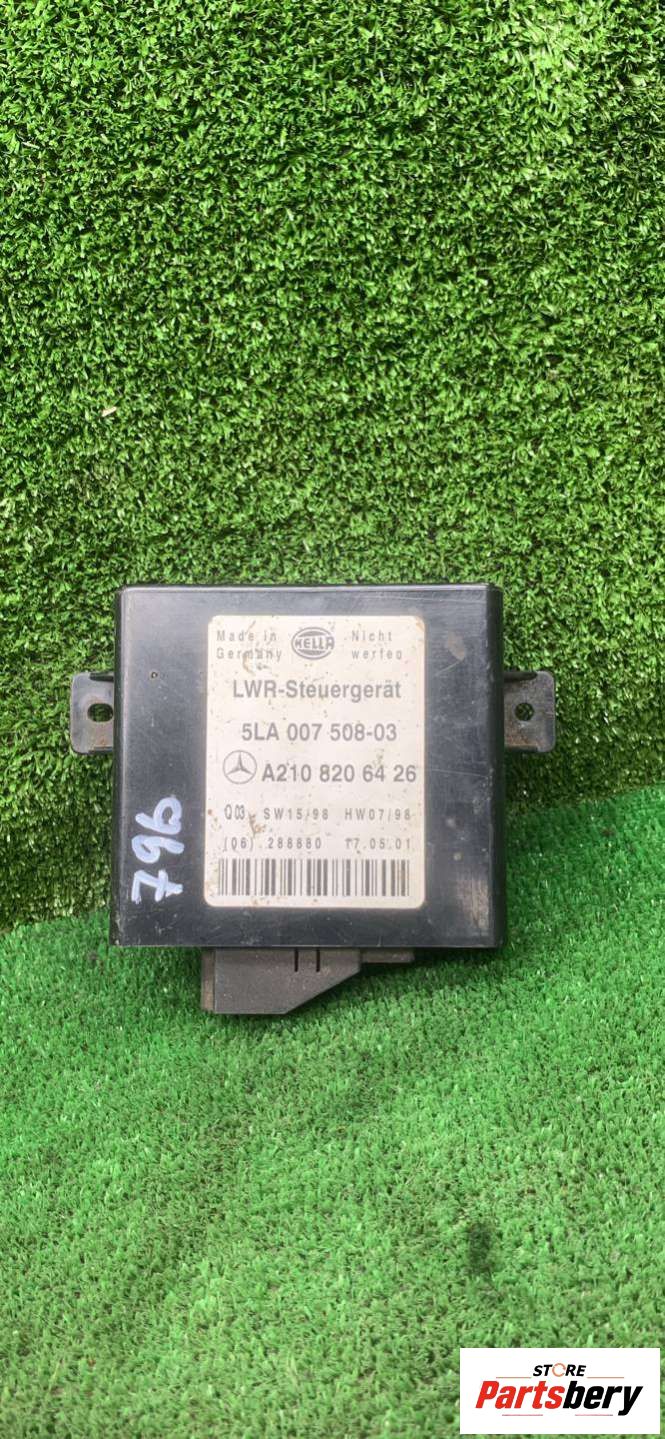 Made in HELLA Nicht
Germany werfen
LWR-Steuergerät
5LA 007 508-03
A210 820 64 26
Q03 SW15/98 HW07/98
(06) 288880 17.05.01
796
STORE
Partsbery